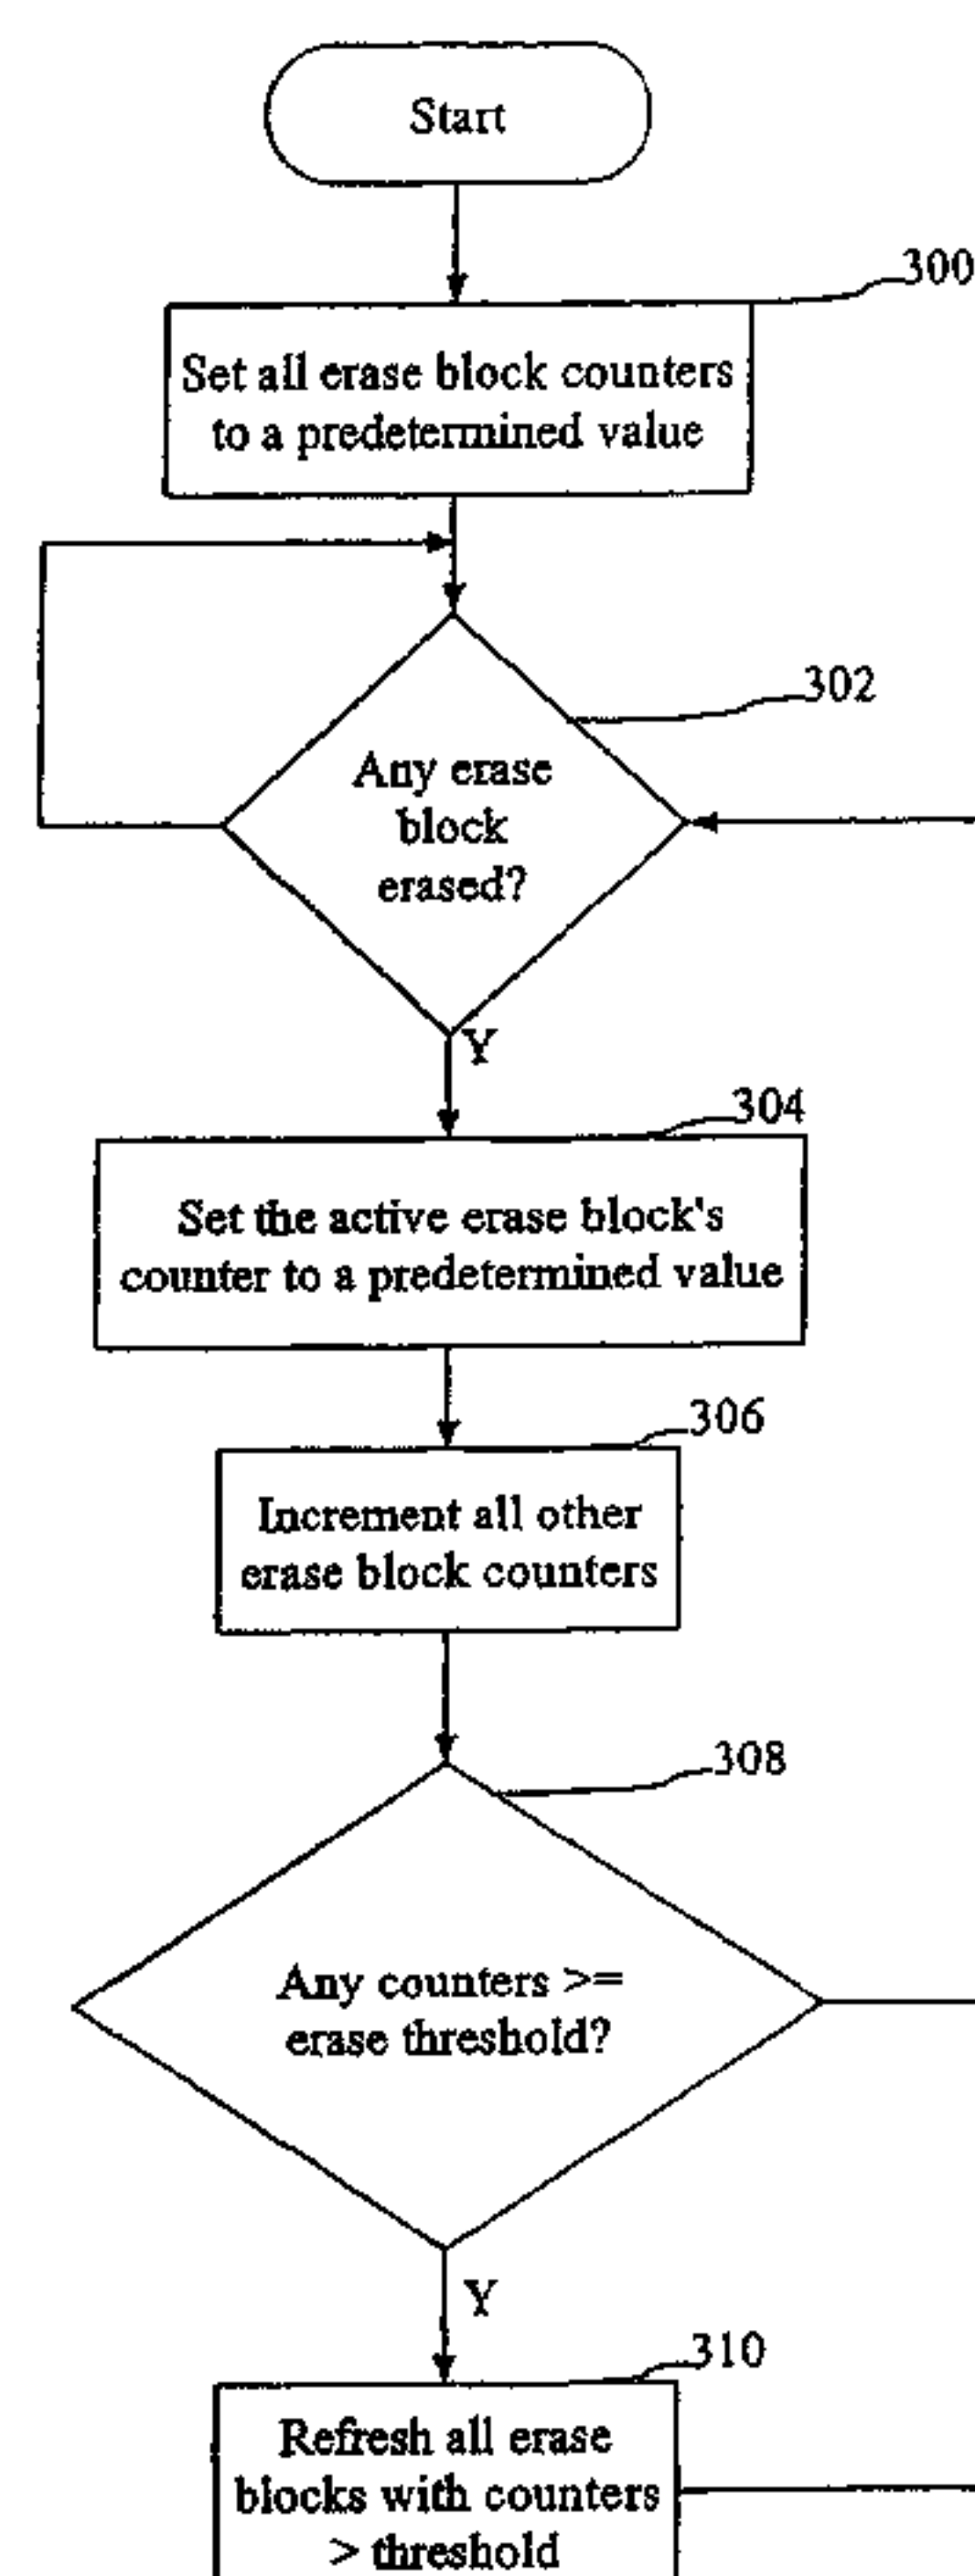 Start
300
Set all erase block counters
to a predetermined value
302
Any erase
block
erased?
Y
304
Set the active erase block's
counter to a predetermined value
306
Increment all other
erase block counters
308
Any counters >=
erase threshold?
Y
310
Refresh all erase
blocks with counters
> threshold